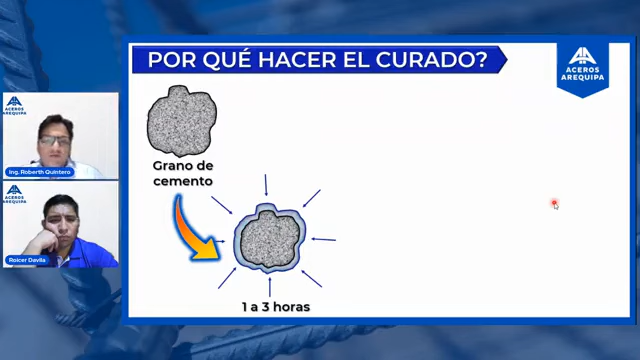 POR QUÉ HACER EL CURADO?
ACEROS
AREQUIPA
Grano de
cemento
1 a 3 horas
ACEROS
AREQUIPA
Ing. Roberth Quintero
ACEROS
AREQUIPA
Roicer Davila